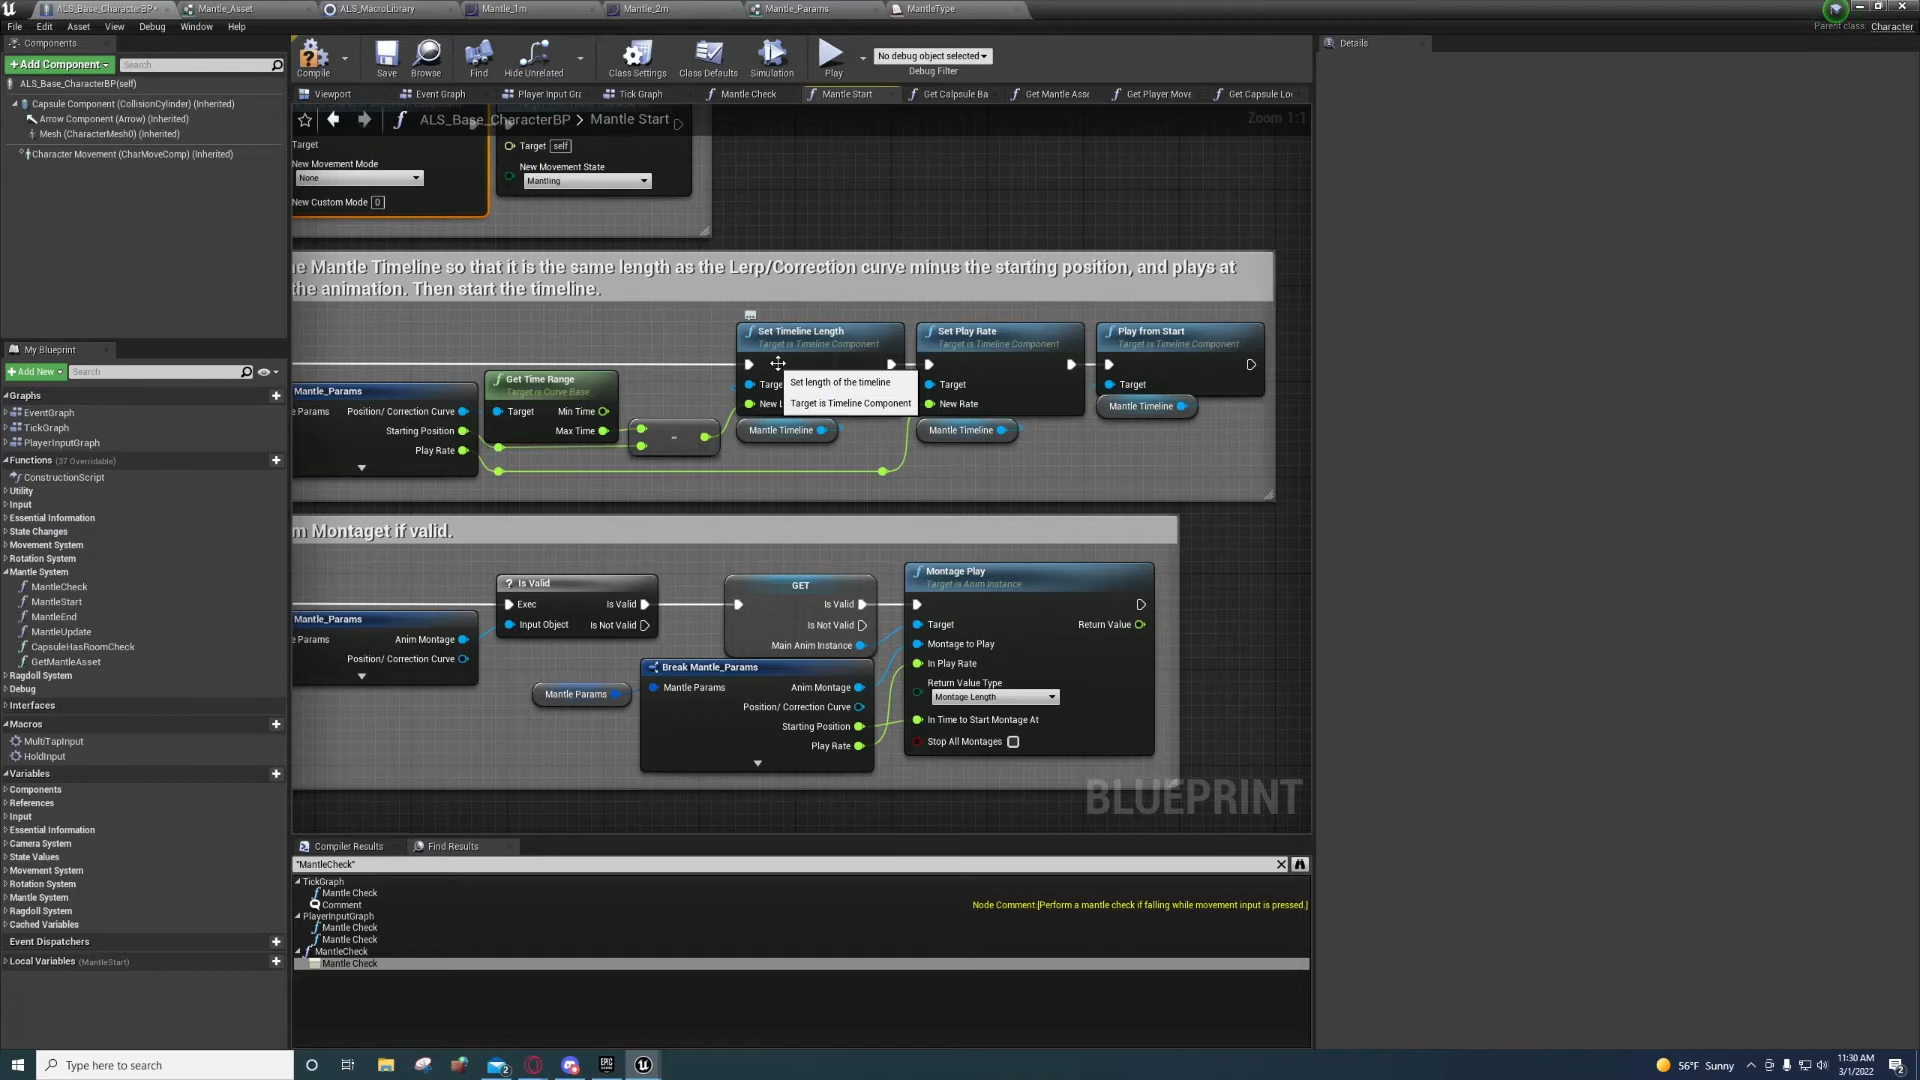 ALS_Base_CharacterBP*
Mantle_Asset
ALS_MacroLibrary
Mantle_1m
Mantle_2m
Mantle_Params
MantleType
File Edit Asset View Debug Window Help
Parent class: Character
Components
Details
+Add Component
Search
ALS_Base_CharacterBP(self)
Capsule Component (CollisionCylinder) (Inherited)
Arrow Component (Arrow) (Inherited)
Mesh (CharacterMesh0) (Inherited)
Character Movement (CharMoveComp) (Inherited)
Compile
Save
Browse
Find
Hide Unrelated
Class Settings
Class Defaults
Simulation
Play
No debug object selected
Debug Filter
Viewport
Event Graph
Player Input Gra
Tick Graph
Mantle Check
Mantle Start
Get Calpsule Ba
Get Mantle Asse
Get Player Move
Get Capsule Lo
ALS_Base_CharacterBP > Mantle Start
Zoom 1:1
Target
New Movement Mode
None
New Custom Mode 0
Target self
New Movement State
Mantling
e Mantle Timeline so that it is the same length as the Lerp/Correction curve minus the starting position, and plays at
the animation. Then start the timeline.
Set Timeline Length
Target is Timeline Component
Targe
New L
Set length of the timeline
Target is Timeline Component
Set Play Rate
Target is Timeline Component
Target
New Rate
Play from Start
Target is Timeline Component
Target
Mantle Timeline
Mantle Timeline
Mantle Timeline
Mantle_Params
e Params
Position/ Correction Curve
Starting Position
Play Rate
Get Time Range
Target is Curve Base
Target
Min Time
Max Time
-
m Montaget if valid.
Mantle_Params
e Params
Anim Montage
Position/ Correction Curve
? Is Valid
Exec
Is Valid
Input Object
Is Not Valid
GET
Is Valid
Is Not Valid
Main Anim Instance
Mantle Params
Break Mantle_Params
Mantle Params
Anim Montage
Position/ Correction Curve
Starting Position
Play Rate
Montage Play
Target is Anim Instance
Target
Return Value
Montage to Play
In Play Rate
Return Value Type
Montage Length
In Time to Start Montage At
Stop All Montages
BLUEPRINT
My Blueprint
+Add New
Search
Graphs
EventGraph
TickGraph
PlayerInputGraph
Functions (37 Overridable)
ConstructionScript
Utility
Input
Essential Information
State Changes
Movement System
Rotation System
Mantle System
MantleCheck
MantleStart
MantleEnd
MantleUpdate
CapsuleHasRoomCheck
GetMantleAsset
Ragdoll System
Debug
Interfaces
Macros
MultiTapInput
HoldInput
Variables
Components
References
Input
Essential Information
Camera System
State Values
Movement System
Rotation System
Mantle System
Ragdoll System
Cached Variables
Event Dispatchers
Local Variables (MantleStart)
Compiler Results
Find Results
"MantleCheck"
TickGraph
Mantle Check
Comment
Node Comment:[Perform a mantle check if falling while movement input is pressed.]
PlayerInputGraph
Mantle Check
Mantle Check
MantleCheck
Mantle Check
Type here to search
2
EPIC GAMES
56°F Sunny
11:30 AM
3/1/2022
2